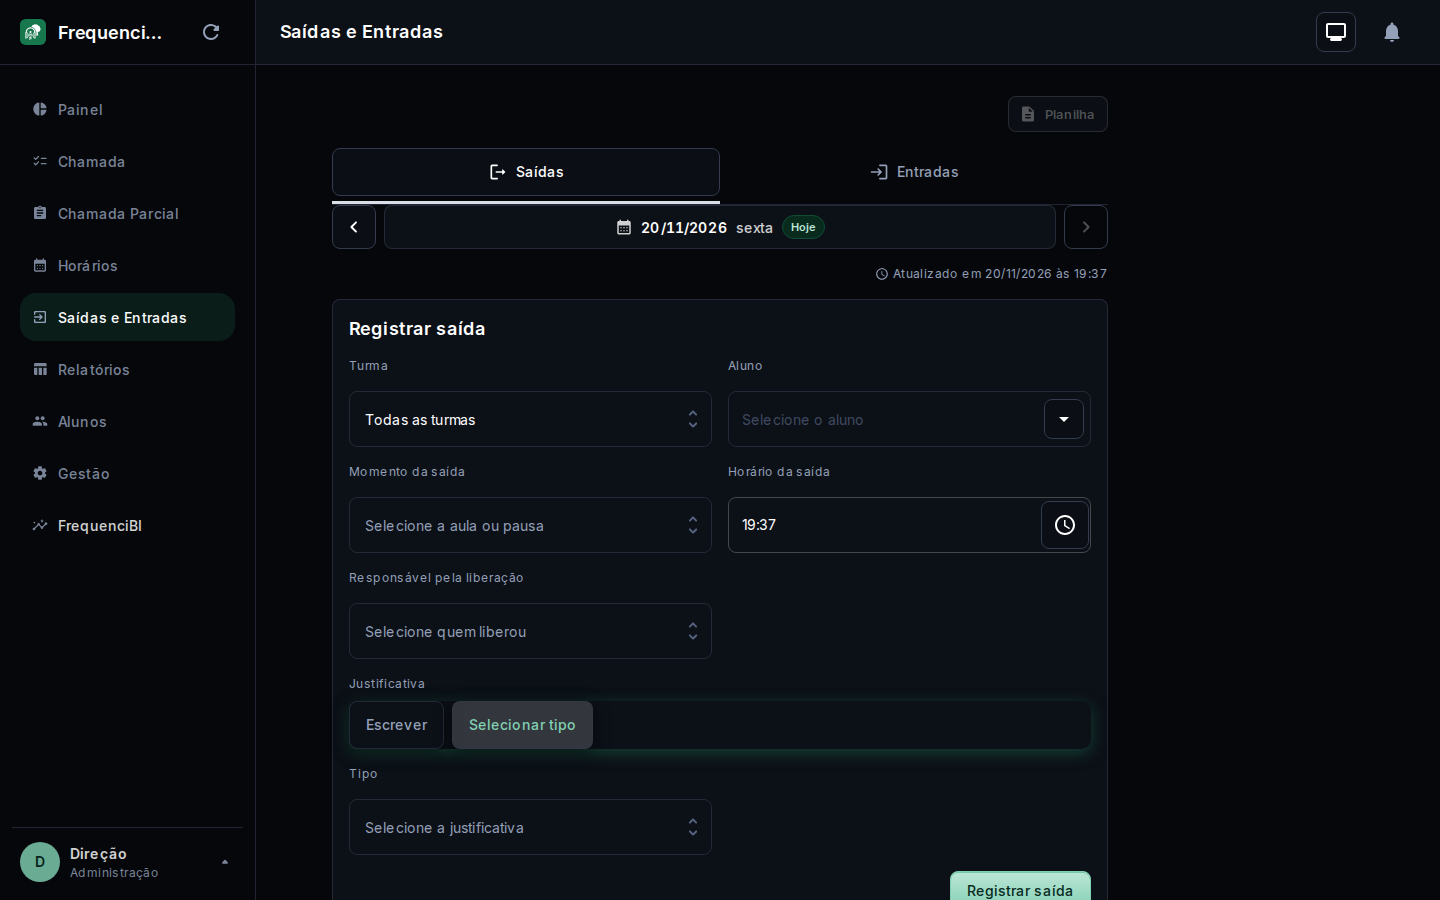 Frequenci...
Saídas e Entradas
Painel
Chamada
Chamada Parcial
Horários
Saídas e Entradas
Relatórios
Alunos
Gestão
FrequenciBI
D
Direção
Administração
Planilha
Saídas
Entradas
20/11/2026 sexta Hoje
Atualizado em 20/11/2026 às 19:37
Registrar saída
Turma
Aluno
Todas as turmas
Selecione o aluno
Momento da saída
Horário da saída
Selecione a aula ou pausa
19:37
Responsável pela liberação
Selecione quem liberou
Justificativa
Escrever
Selecionar tipo
Tipo
Selecione a justificativa
Registrar saída